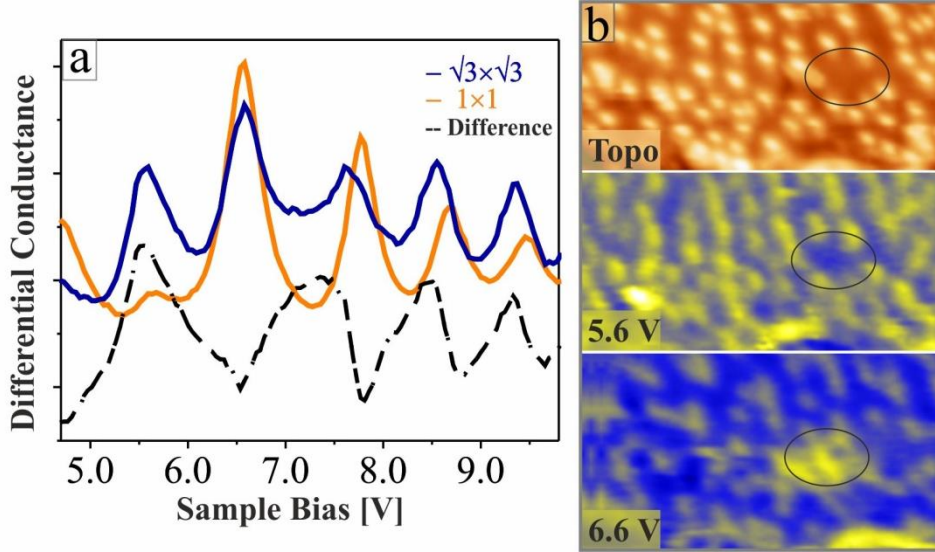 a
√3×√3
1×1
Difference
Differential Conductance
5.0 6.0 7.0 8.0 9.0
Sample Bias [V]
b
Topo
5.6 V
6.6 V